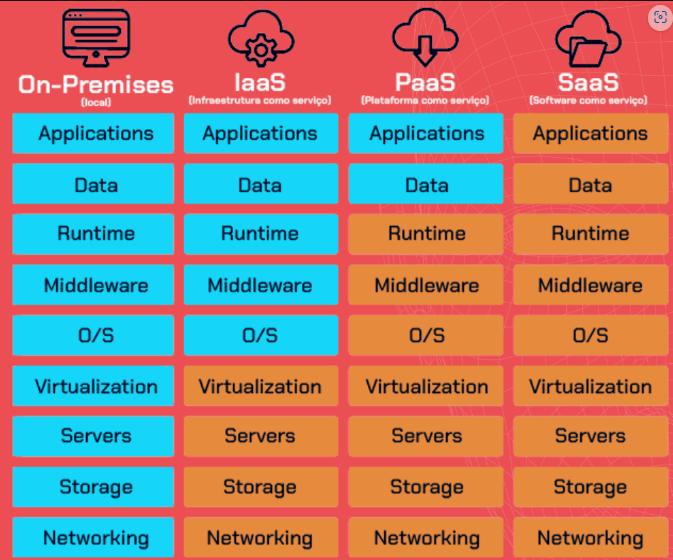 On-Premises
(local)
IaaS
(Infraestrutura como serviço)
PaaS
(Plataforma como serviço)
SaaS
(Software como serviço)
Applications Applications Applications Applications
Data Data Data Data
Runtime Runtime Runtime Runtime
Middleware Middleware Middleware Middleware
O/S O/S O/S O/S
Virtualization Virtualization Virtualization Virtualization
Servers Servers Servers Servers
Storage Storage Storage Storage
Networking Networking Networking Networking